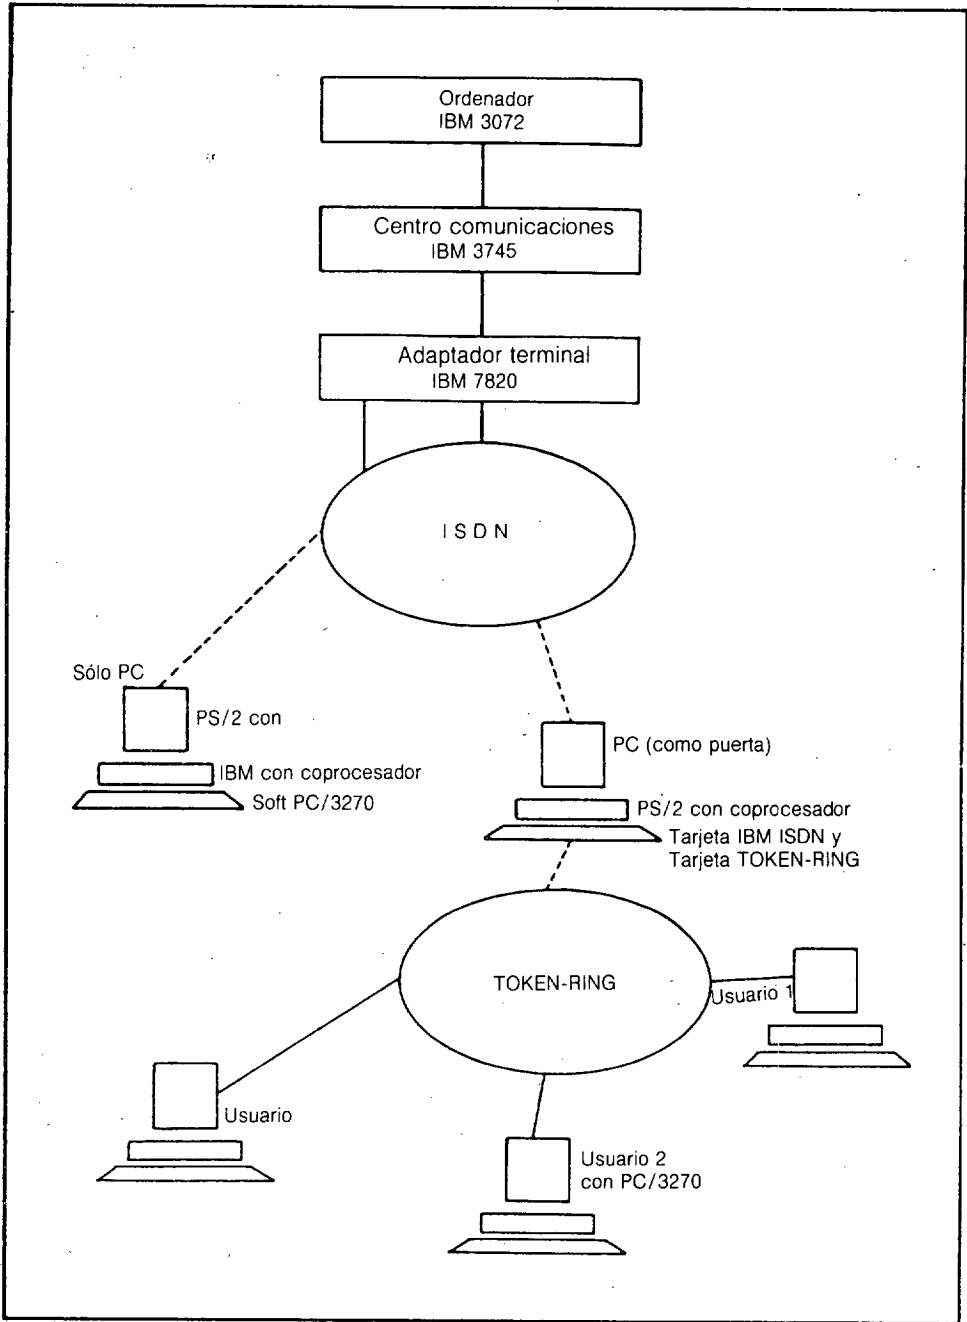 Ordenador
IBM 3072
Centro comunicaciones
IBM 3745
Adaptador terminal
IBM 7820
ISDN
Sólo PC
PS/2 con
IBM con coprocesador
Soft PC/3270
PC (como puerta)
PS/2 con coprocesador
Tarjeta IBM ISDN y
Tarjeta TOKEN-RING
TOKEN-RING
Usuario 1
Usuario
Usuario 2
con PC/3270